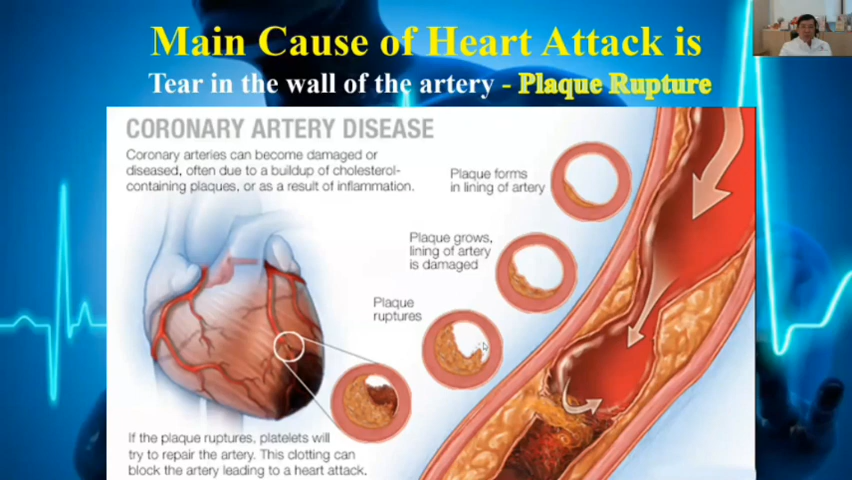 Main Cause of Heart Attack is
Tear in the wall of the artery - Plaque Rupture
CORONARY ARTERY DISEASE
Coronary arteries can become damaged or
diseased, often due to a buildup of cholesterol-
containing plaques, or as a result of inflammation.
Plaque forms
in lining of artery
Plaque grows,
lining of artery
is damaged
Plaque
ruptures
If the plaque ruptures, platelets will
try to repair the artery. This clotting can
block the artery leading to a heart attack.